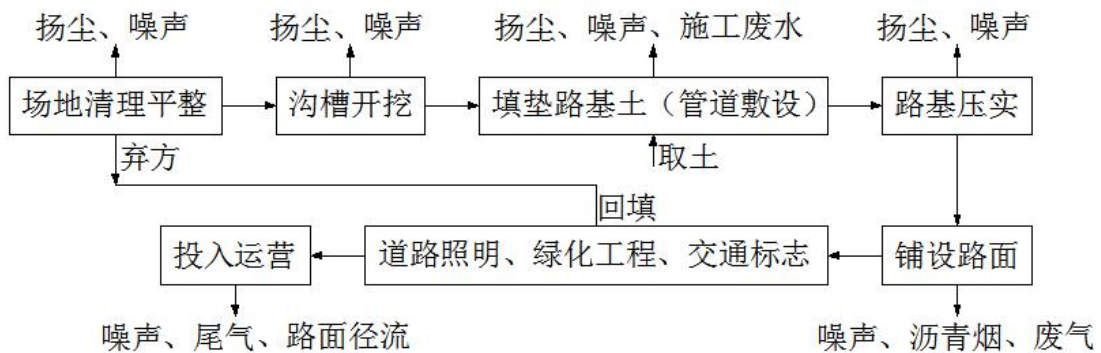 扬尘、噪声
扬尘、噪声
扬尘、噪声、施工废水
扬尘、噪声
场地清理平整
沟槽开挖
填垫路基土（管道敷设）
路基压实
弃方
取土
回填
投入运营
道路照明、绿化工程、交通标志
铺设路面
噪声、尾气、路面径流
噪声、沥青烟、废气